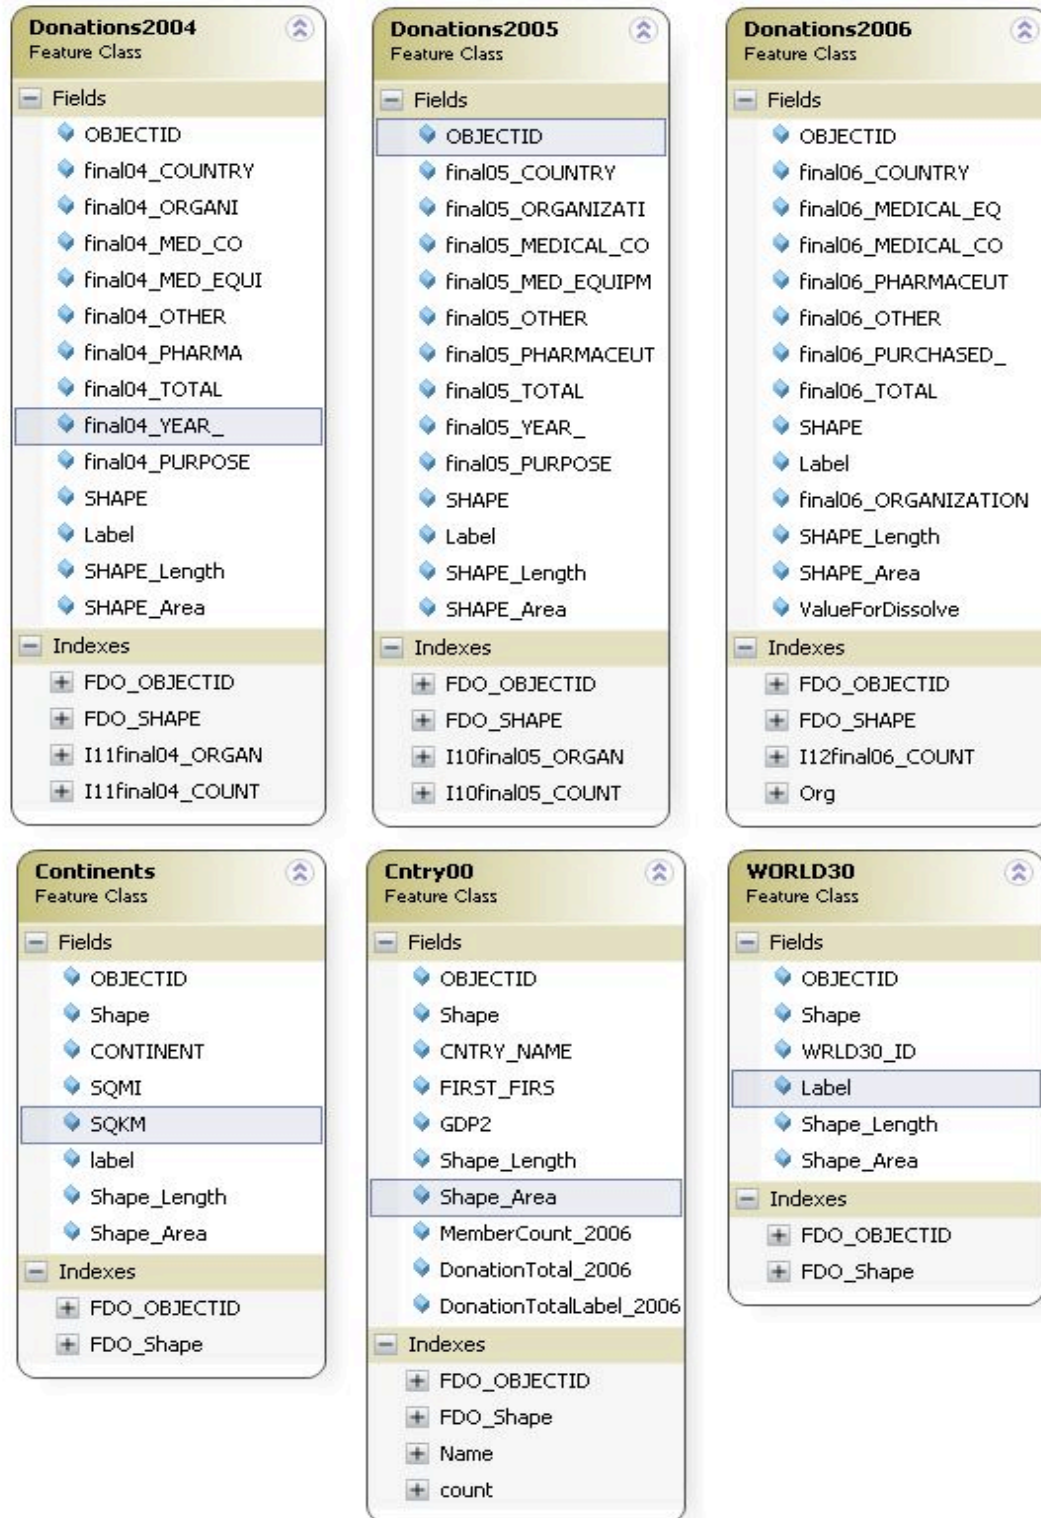 Donations2004
Feature Class
Fields
OBJECTID
final04_COUNTRY
final04_ORGANI
final04_MED_CO
final04_MED_EQUI
final04_OTHER
final04_PHARMA
final04_TOTAL
final04_YEAR_
final04_PURPOSE
SHAPE
Label
SHAPE_Length
SHAPE_Area
Indexes
FDO_OBJECTID
FDO_SHAPE
I11final04_ORGAN
I11final04_COUNT
Donations2005
Feature Class
Fields
OBJECTID
final05_COUNTRY
final05_ORGANIZATI
final05_MEDICAL_CO
final05_MED_EQUIPM
final05_OTHER
final05_PHARMACEUT
final05_TOTAL
final05_YEAR_
final05_PURPOSE
SHAPE
Label
SHAPE_Length
SHAPE_Area
Indexes
FDO_OBJECTID
FDO_SHAPE
I10final05_ORGAN
I10final05_COUNT
Donations2006
Feature Class
Fields
OBJECTID
final06_COUNTRY
final06_MEDICAL_EQ
final06_MEDICAL_CO
final06_PHARMACEUT
final06_OTHER
final06_PURCHASED_
final06_TOTAL
SHAPE
Label
final06_ORGANIZATION
SHAPE_Length
SHAPE_Area
ValueForDissolve
Indexes
FDO_OBJECTID
FDO_SHAPE
I12final06_COUNT
Org
Continents
Feature Class
Fields
OBJECTID
Shape
CONTINENT
SQMI
SQKM
label
Shape_Length
Shape_Area
Indexes
FDO_OBJECTID
FDO_Shape
Cntry00
Feature Class
Fields
OBJECTID
Shape
CNTRY_NAME
FIRST_FIRS
GDP2
Shape_Length
Shape_Area
MemberCount_2006
DonationTotal_2006
DonationTotalLabel_2006
Indexes
FDO_OBJECTID
FDO_Shape
Name
count
WORLD30
Feature Class
Fields
OBJECTID
Shape
WRLD30_ID
Label
Shape_Length
Shape_Area
Indexes
FDO_OBJECTID
FDO_Shape